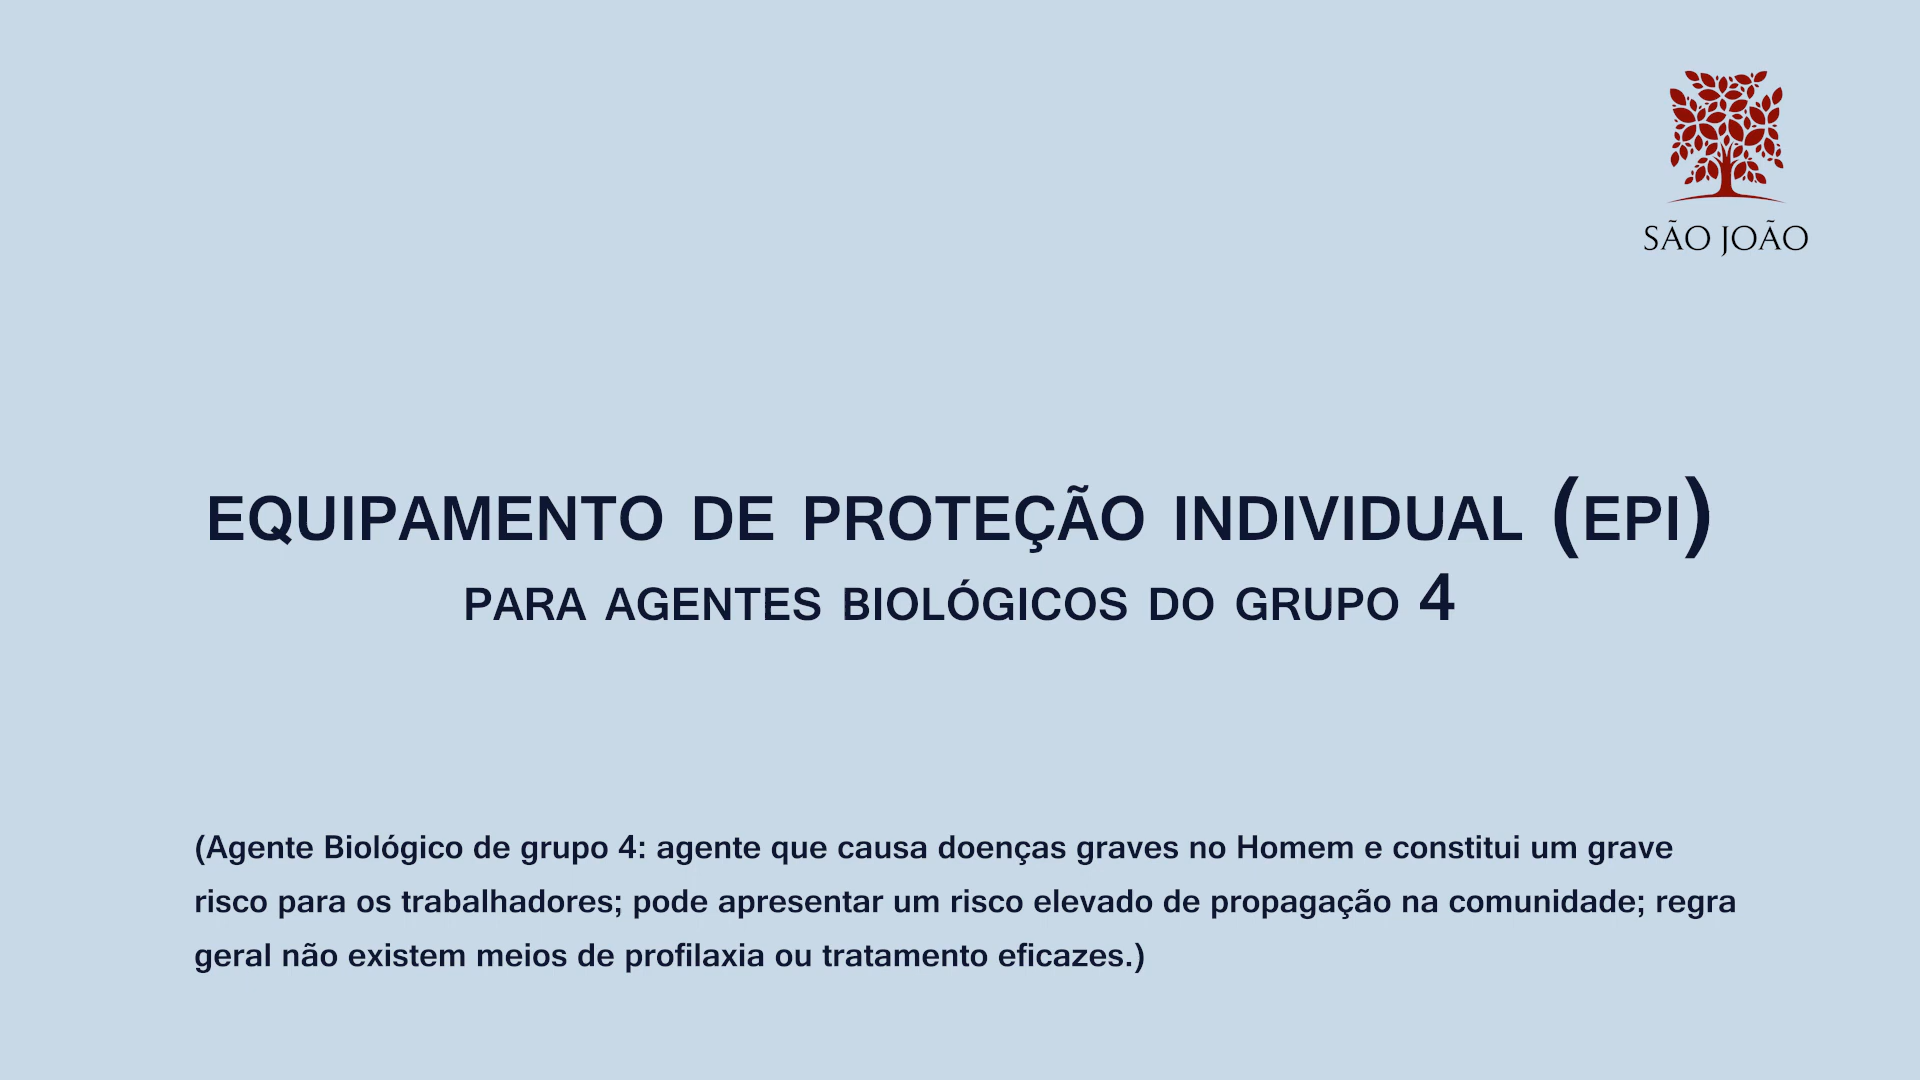 SÃO JOÃO
EQUIPAMENTO DE PROTEÇÃO INDIVIDUAL (EPI)
PARA AGENTES BIOLÓGICOS DO GRUPO 4
(Agente Biológico de grupo 4: agente que causa doenças graves no Homem e constitui um grave
risco para os trabalhadores; pode apresentar um risco elevado de propagação na comunidade; regra
geral não existem meios de profilaxia ou tratamento eficazes.)